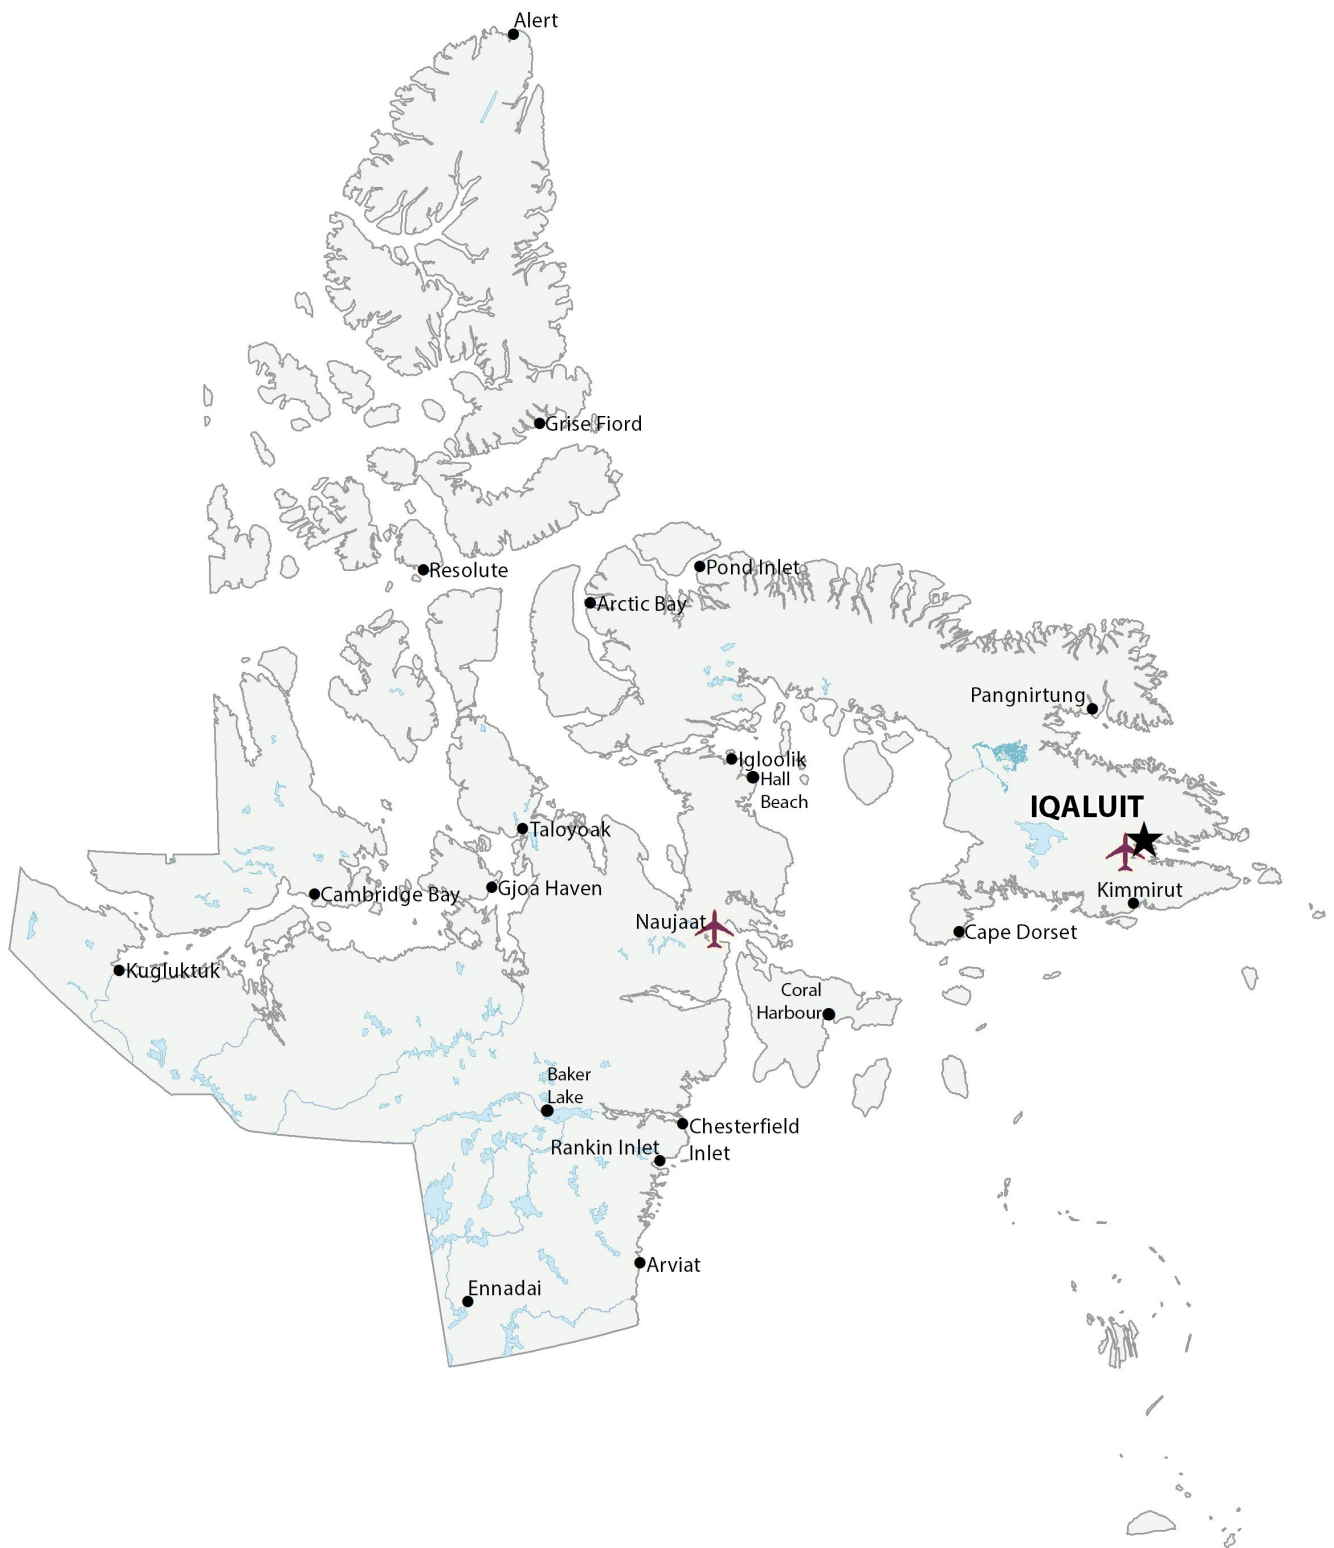 Alert
Grise Fiord
Resolute
Pond Inlet
Arctic Bay
Pangnirtung
Igloolik
Hall
Beach
IQALUIT
Taloyoak
Cambridge Bay
Gjoa Haven
Kimmirut
Naujaat
Cape Dorset
Kugluktuk
Coral
Harbour
Baker
Lake
Chesterfield
Inlet
Rankin Inlet
Arviat
Ennadai